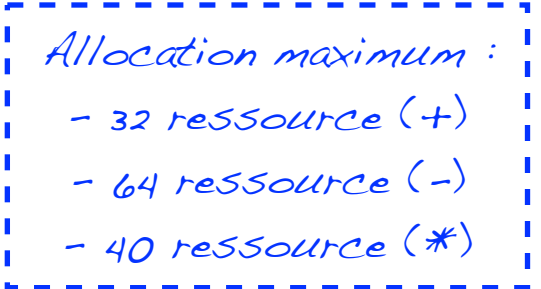 Allocation maximum :
- 32 ressource (+)
- 64 ressource (-)
- 40 ressource (*)